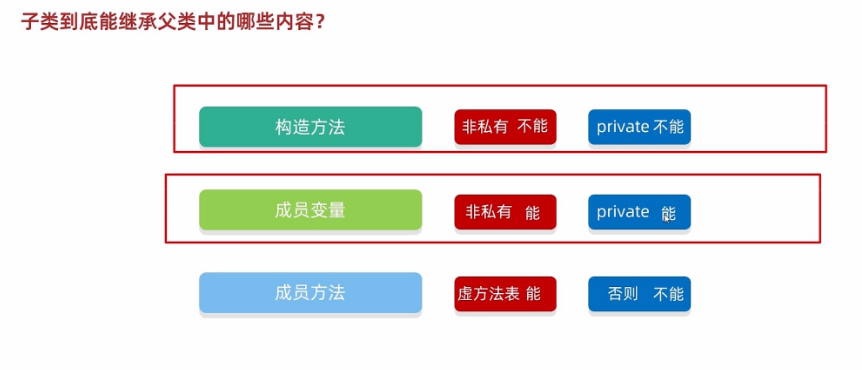 子类到底能继承父类中的哪些内容？
构造方法 非私有 不能 private 不能
成员变量 非私有 能 private 能
成员方法 虚方法表 能 否则 不能